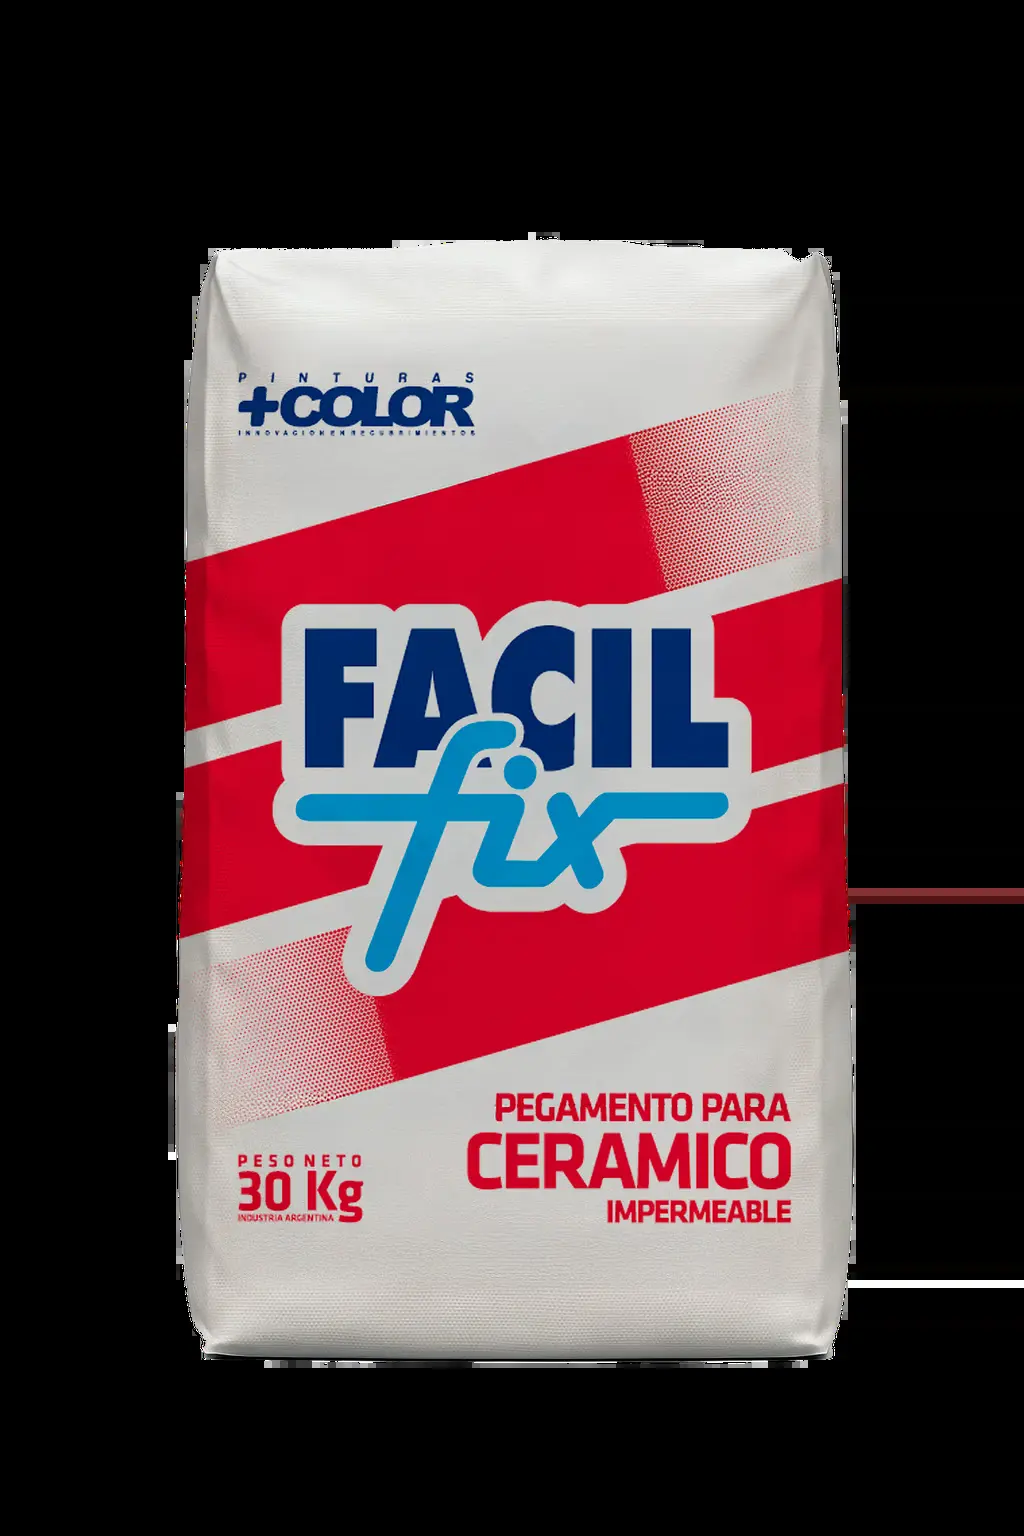 PINTURAS
+COLOR
INNOVACION EN RECUBRIMIENTOS
FACIL
fix
PEGAMENTO PARA
CERAMICO
IMPERMEABLE
PESO NETO
30 Kg
INDUSTRIA ARGENTINA